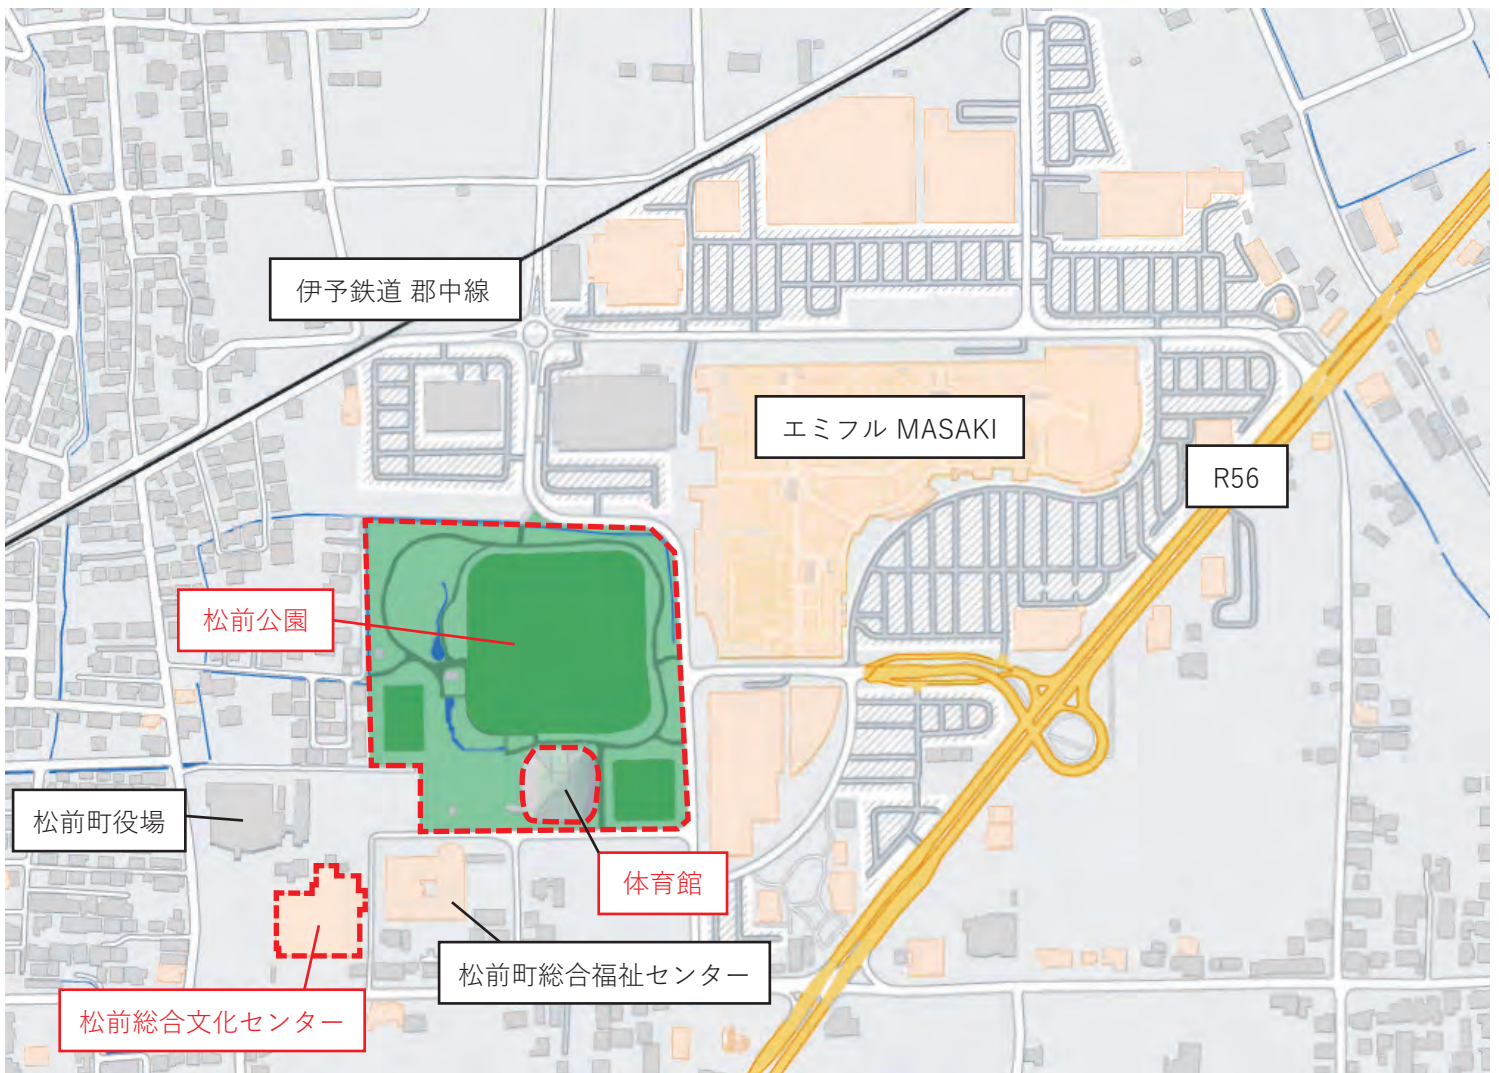 伊予鉄道 郡中線
エミフル MASAKI
R56
松前公園
松前町役場
体育館
松前町総合福祉センター
松前総合文化センター